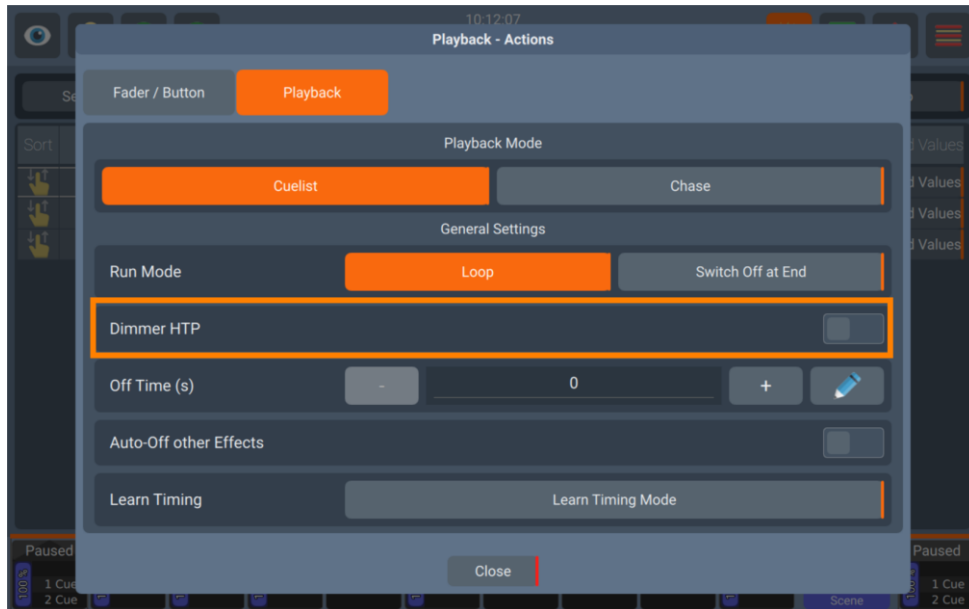 10:12:07
Playback - Actions
Fader / Button
Playback
Playback Mode
Sort
d Values
Cuelist
Chase
d Values
d Values
General Settings
d Values
Run Mode
Loop
Switch Off at End
Dimmer HTP
Off Time (s)
-
0
+
Auto-Off other Effects
Learn Timing
Learn Timing Mode
Paused
Paused
Close
100 %
1 Cue
2 Cue
Scene
100 %
1 Cue
2 Cue